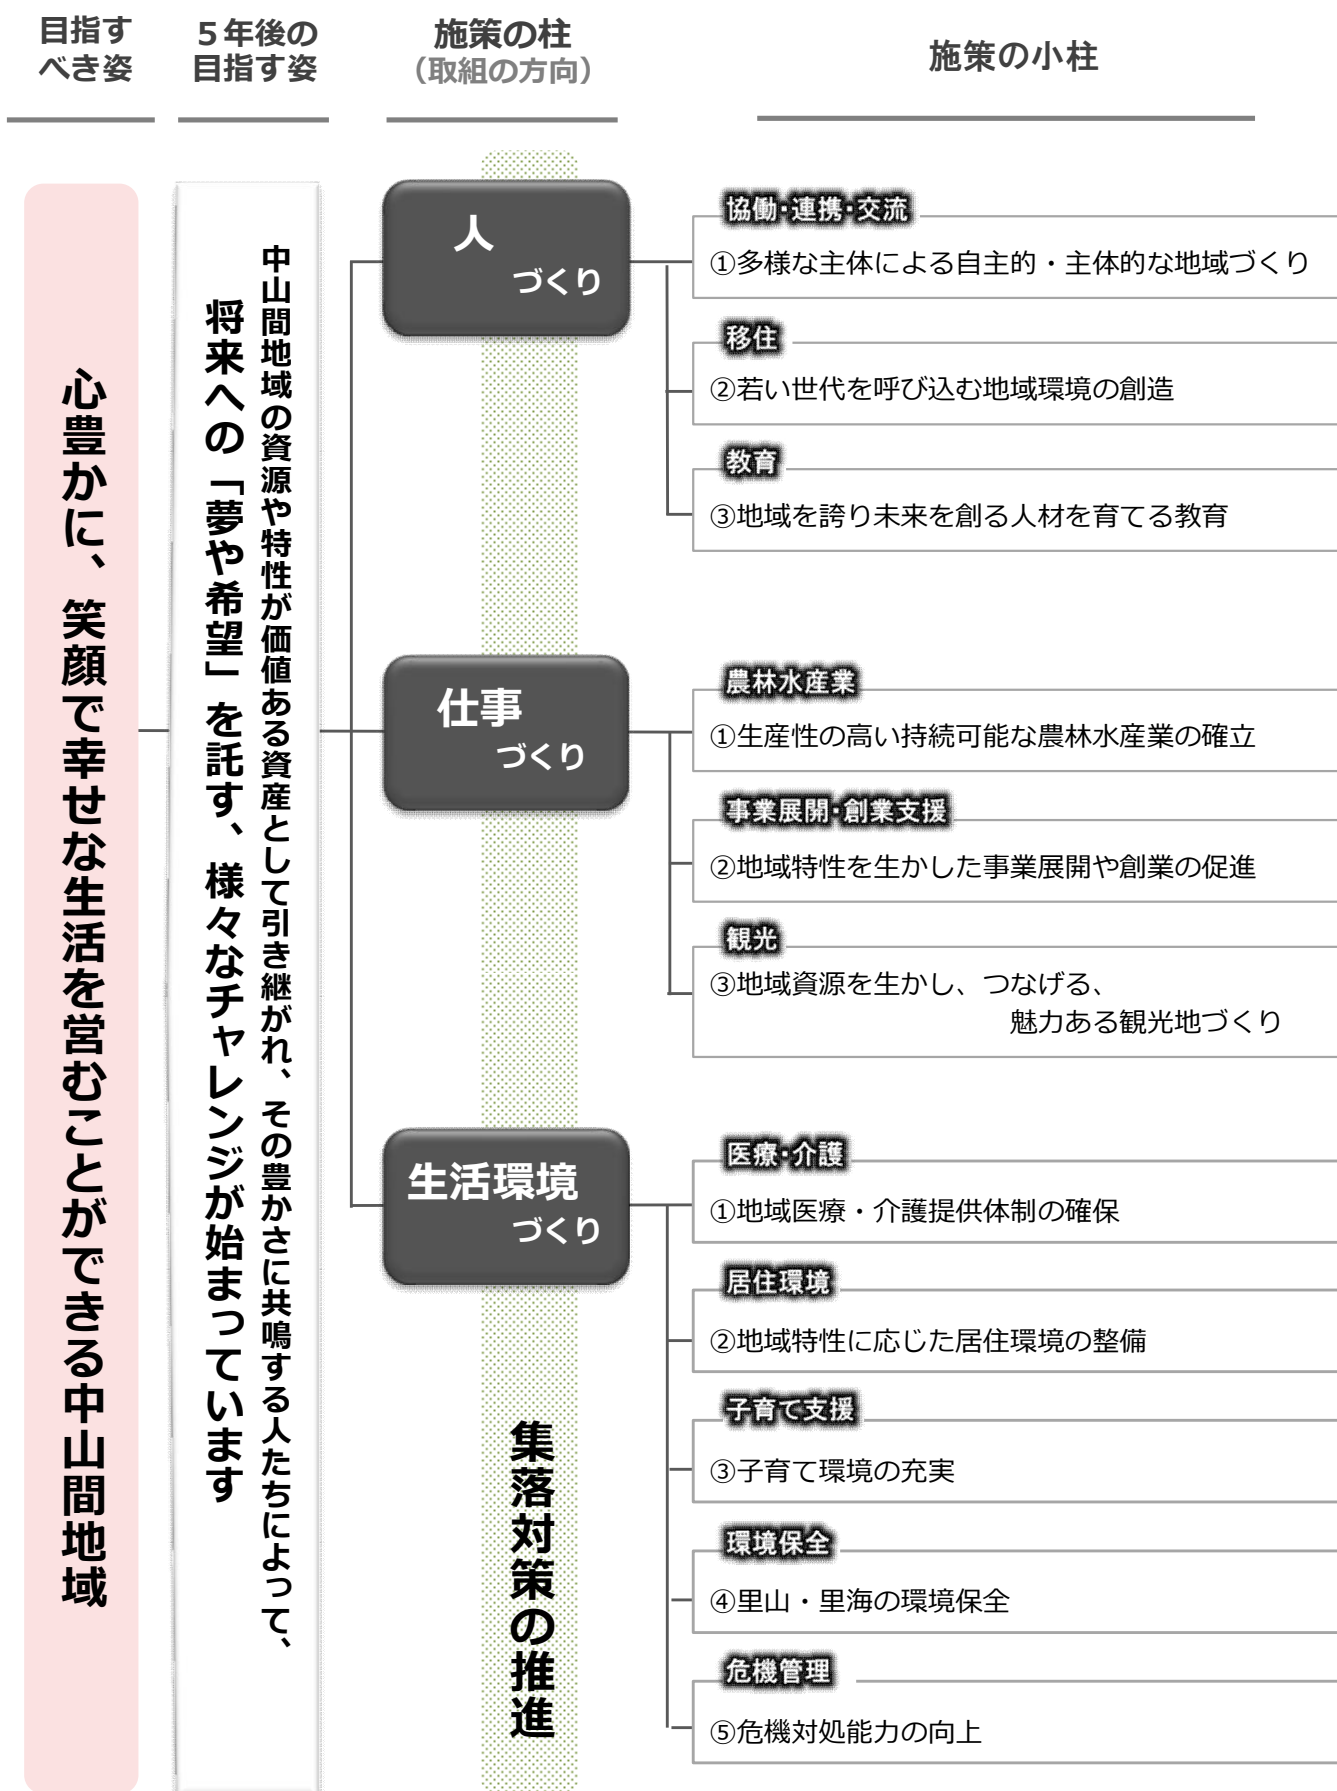 目指す
べき姿
５年後の
目指す姿
施策の柱
（取組の方向）
施策の小柱
心豊かに、笑顔で幸せな生活を営むことができる中山間地域
中山間地域の資源や特性が価値ある資産として引き継がれ、その豊かさに共鳴する人たちによって、
将来への「夢や希望」を託す、様々なチャレンジが始まっています
人
づくり
協働・連携・交流
①多様な主体による自主的・主体的な地域づくり
移住
②若い世代を呼び込む地域環境の創造
教育
③地域を誇り未来を創る人材を育てる教育
仕事
づくり
農林水産業
①生産性の高い持続可能な農林水産業の確立
事業展開・創業支援
②地域特性を生かした事業展開や創業の促進
観光
③地域資源を生かし、つなげる、
魅力ある観光地づくり
生活環境
づくり
医療・介護
①地域医療・介護提供体制の確保
居住環境
②地域特性に応じた居住環境の整備
子育て支援
③子育て環境の充実
環境保全
④里山・里海の環境保全
危機管理
⑤危機対処能力の向上
集落対策の推進